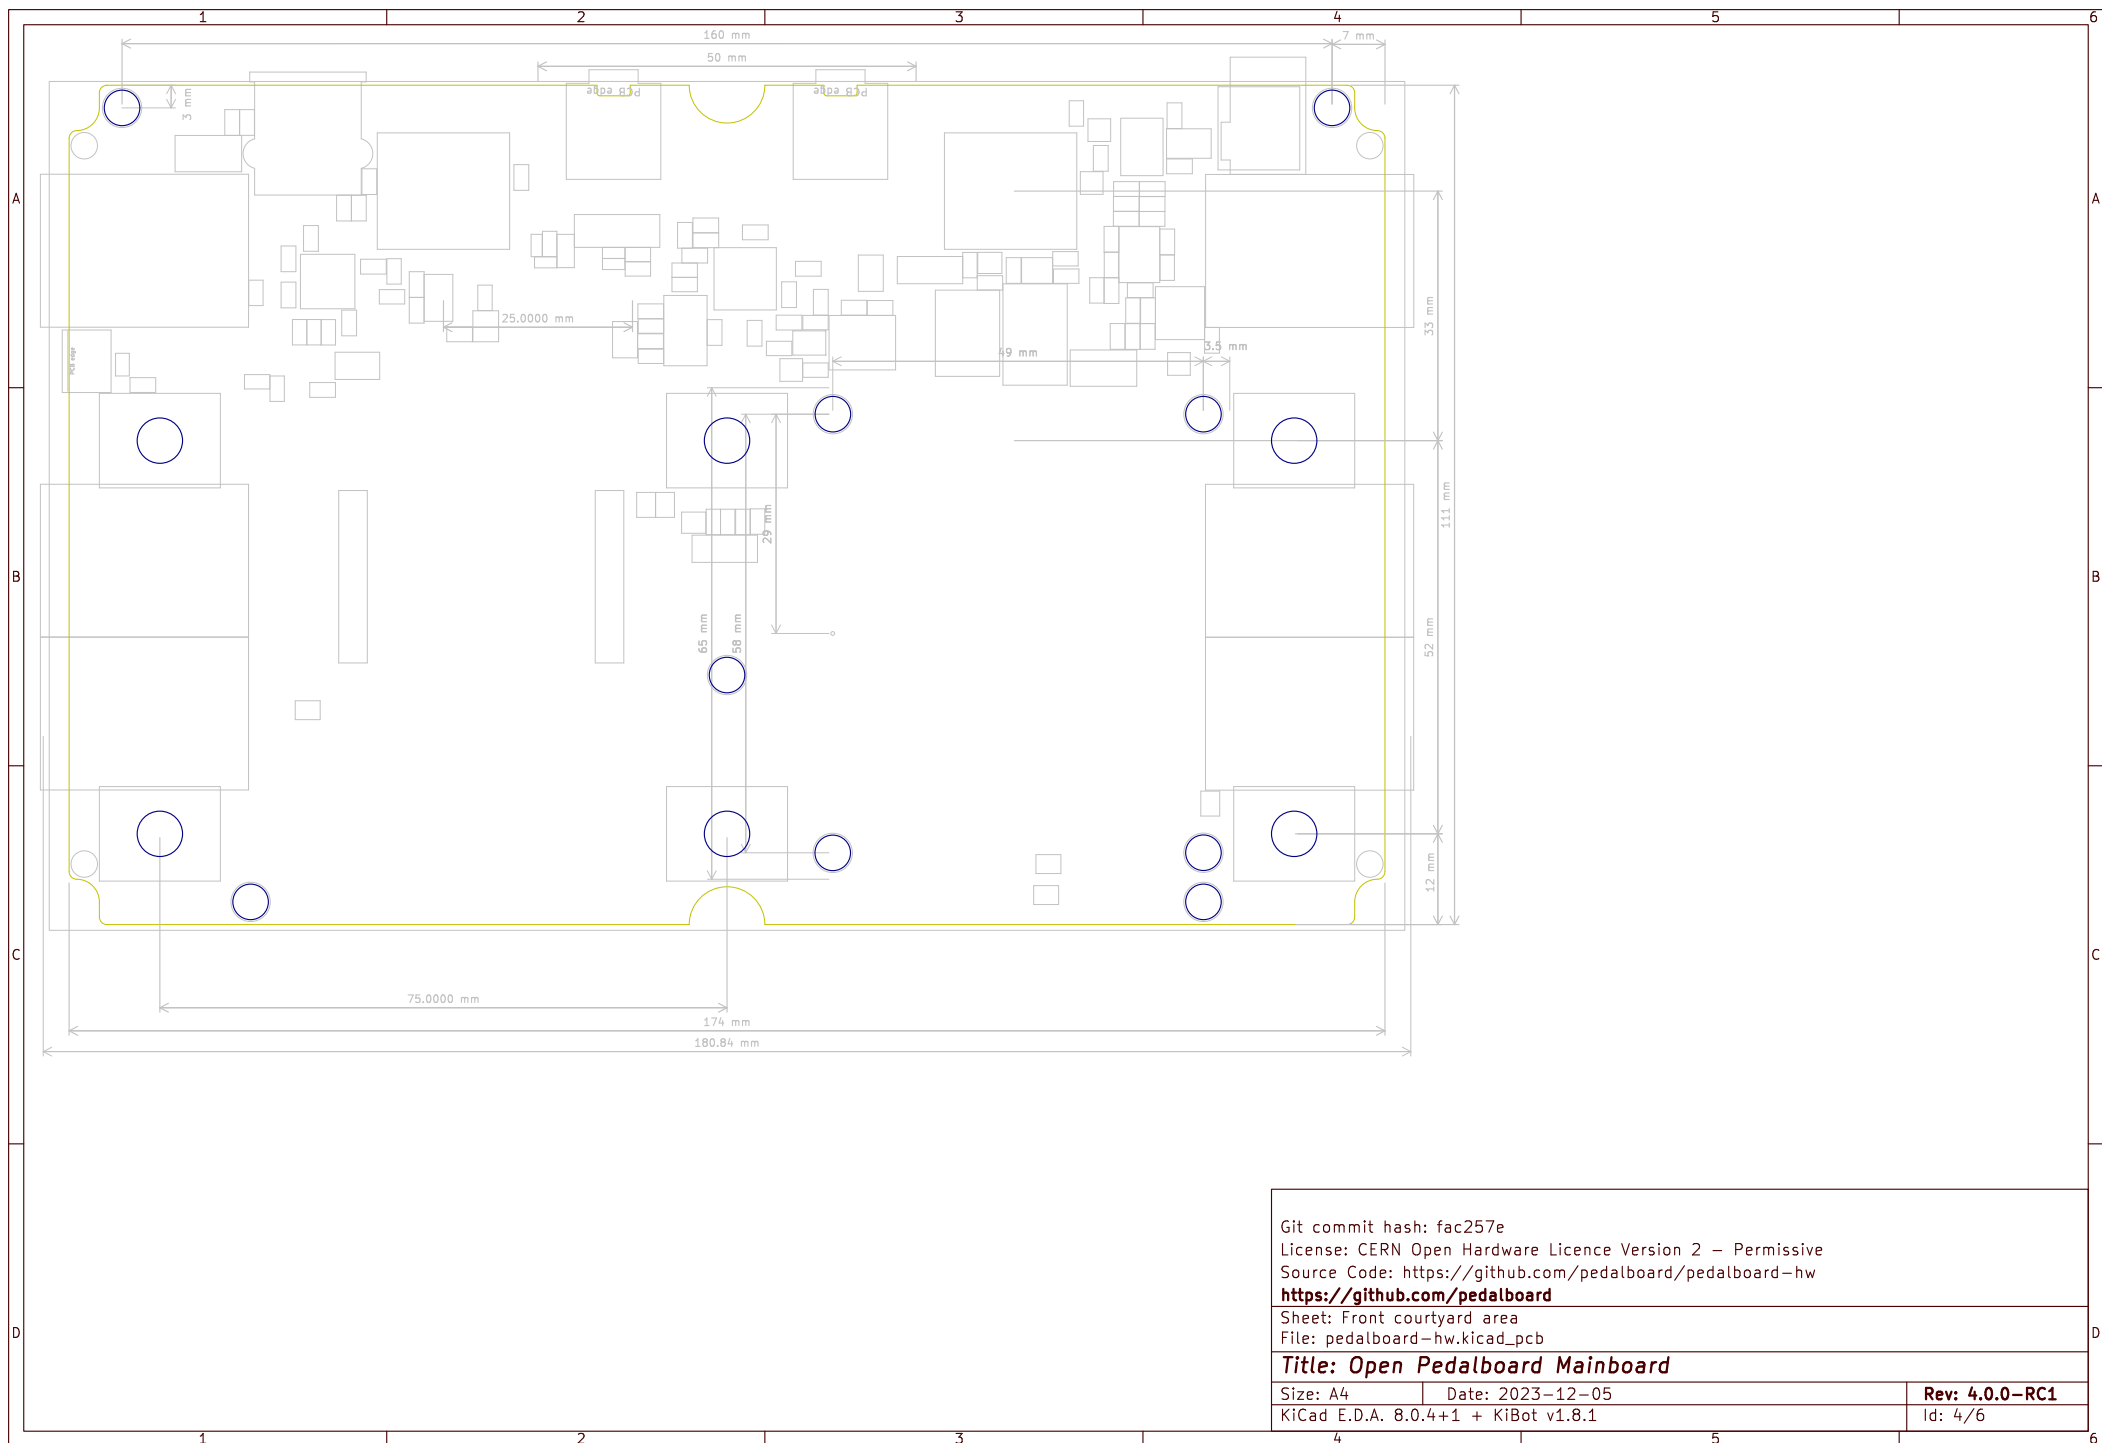 1 2 3 4 5 6
160 mm
7 mm
50 mm
3 mm
PCB edge
PCB edge
A
A
25.0000 mm
33 mm
49 mm
3.5 mm
PCB edge
111 mm
29 mm
B
B
65 mm
58 mm
52 mm
12 mm
C
C
75.0000 mm
174 mm
180.84 mm
Git commit hash: fac257e
License: CERN Open Hardware Licence Version 2 – Permissive
Source Code: https://github.com/pedalboard/pedalboard-hw
https://github.com/pedalboard
Sheet: Front courtyard area
File: pedalboard-hw.kicad_pcb
D
D
Title: Open Pedalboard Mainboard
Size: A4 Date: 2023-12-05 Rev: 4.0.0-RC1
KiCad E.D.A. 8.0.4+1 + KiBot v1.8.1 Id: 4/6
1 2 3 4 5 6